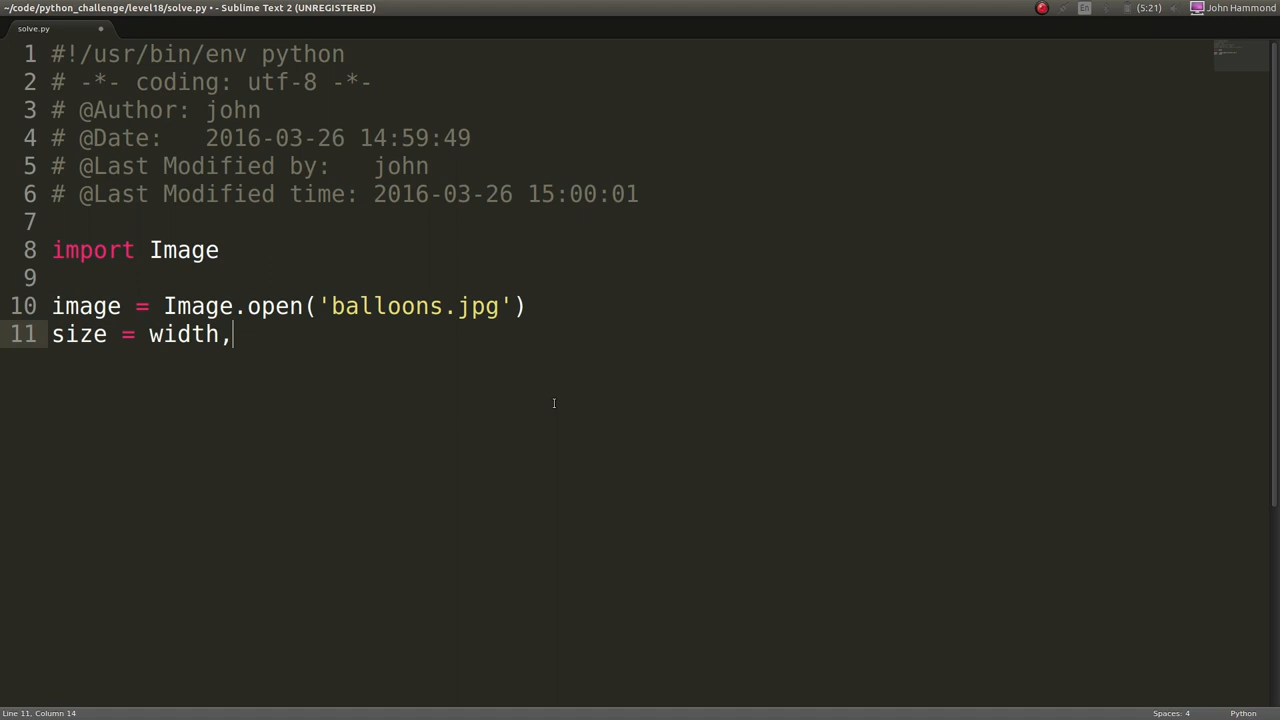 ~/code/python_challenge/level18/solve.py • - Sublime Text 2 (UNREGISTERED)
En
(5:21)
John Hammond
solve.py
1 #!/usr/bin/env python
2 # -*- coding: utf-8 -*-
3 # @Author: john
4 # @Date:   2016-03-26 14:59:49
5 # @Last Modified by:   john
6 # @Last Modified time: 2016-03-26 15:00:01
7
8 import Image
9
10 image = Image.open('balloons.jpg')
11 size = width,
Line 11, Column 14
Spaces: 4
Python